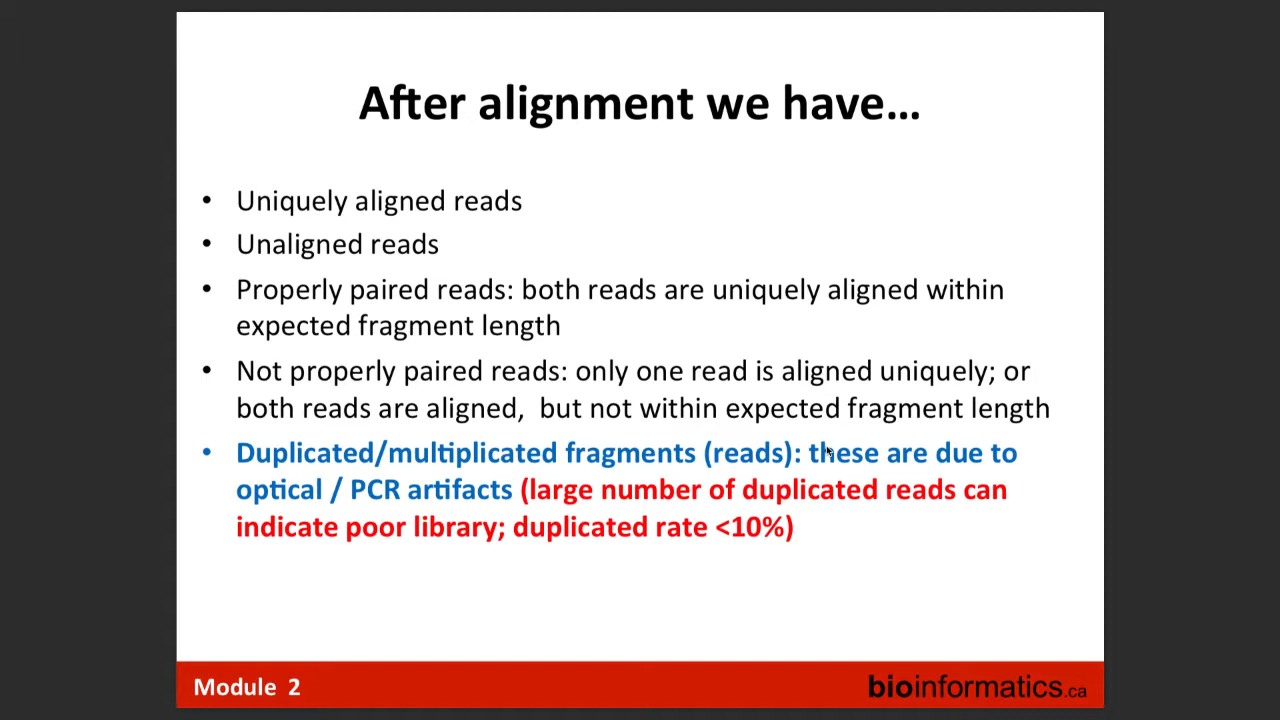 After alignment we have…
• Uniquely aligned reads
• Unaligned reads
• Properly paired reads: both reads are uniquely aligned within
expected fragment length
• Not properly paired reads: only one read is aligned uniquely; or
both reads are aligned,  but not within expected fragment length
• Duplicated/multiplicated fragments (reads): these are due to
optical / PCR artifacts (large number of duplicated reads can
indicate poor library; duplicated rate <10%)
Module 2
bioinformatics.ca